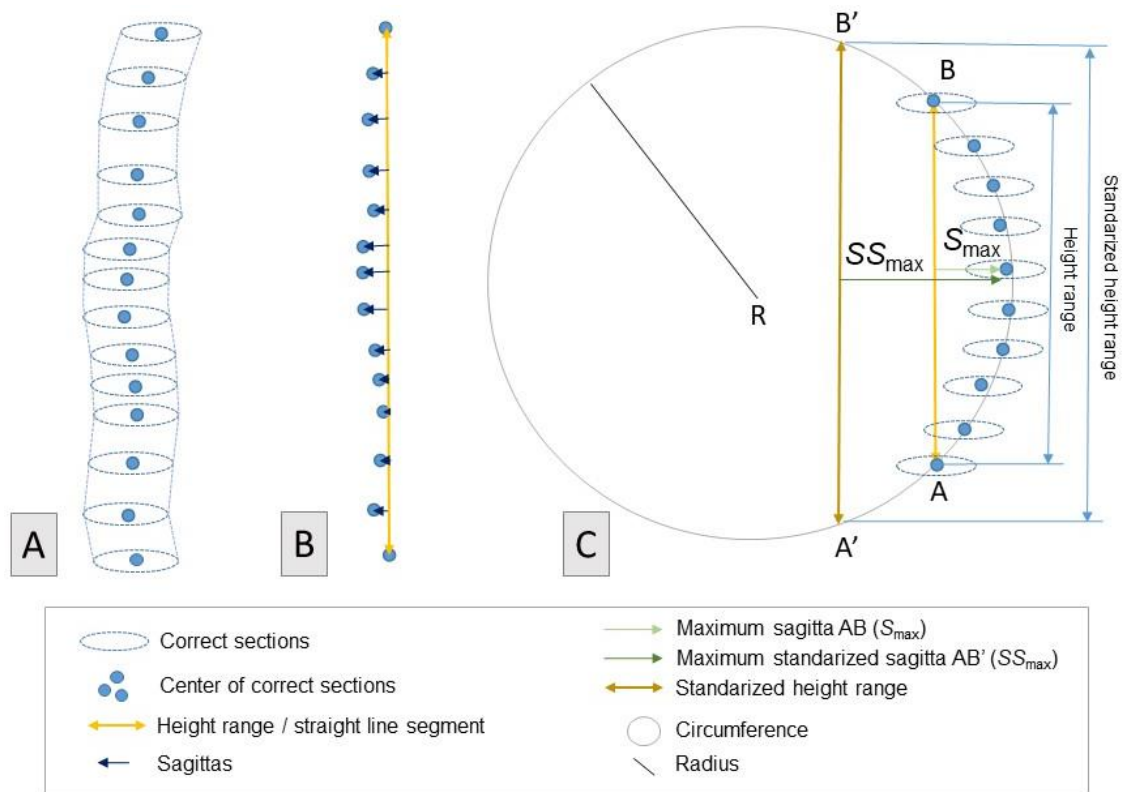 B'
B
SSmax
Smax
R
A
A'
Height range
Standarized height range
A
B
C
Correct sections
Center of correct sections
Height range / straight line segment
Sagittas
Maximum sagitta AB (Smax)
Maximum standarized sagitta AB' (SSmax)
Standarized height range
Circumference
Radius